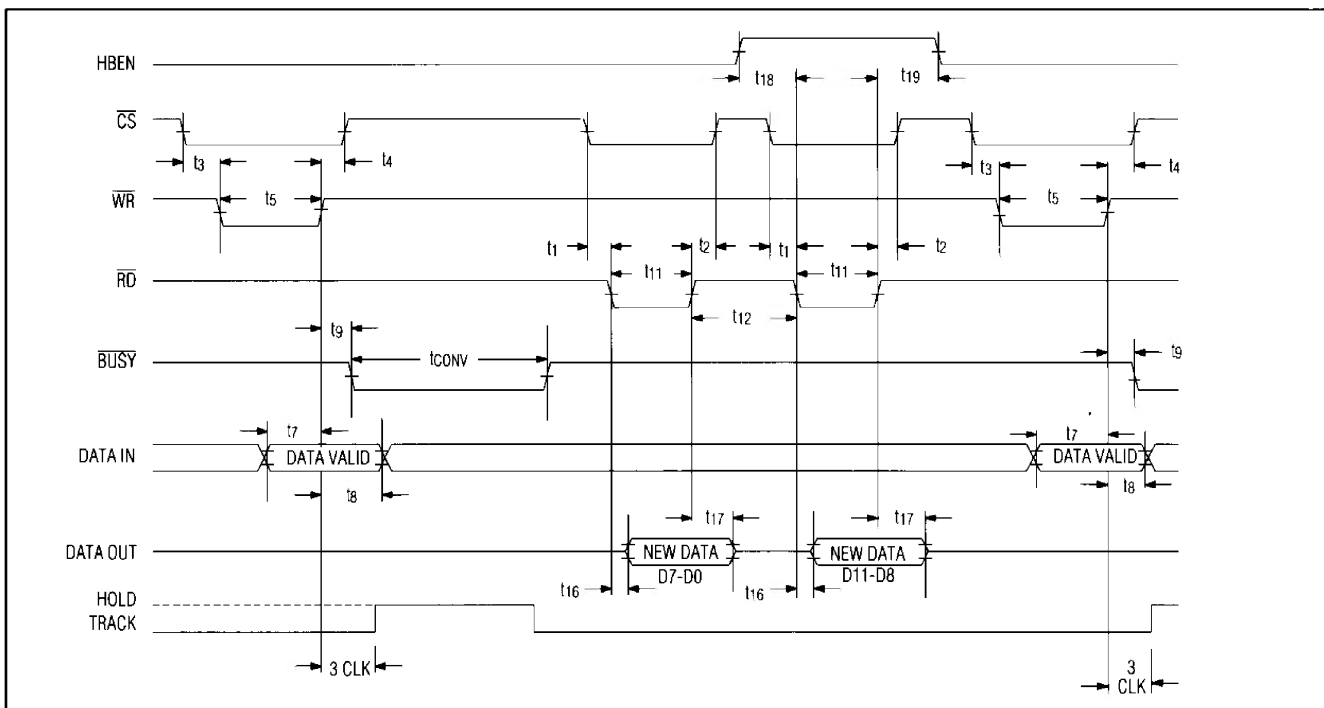 HBEN
t18
t19
CS
t3
t4
t3
t4
WR
t5
t5
t1
t2
t1
t2
RD
t11
t11
t12
BUSY
t9
tCONV
t9
DATA IN
t7
DATA VALID
t8
t7
DATA VALID
t8
DATA OUT
t17
NEW DATA
D7-D0
t17
NEW DATA
D11-D8
t16
t16
HOLD
TRACK
3 CLK
3
CLK